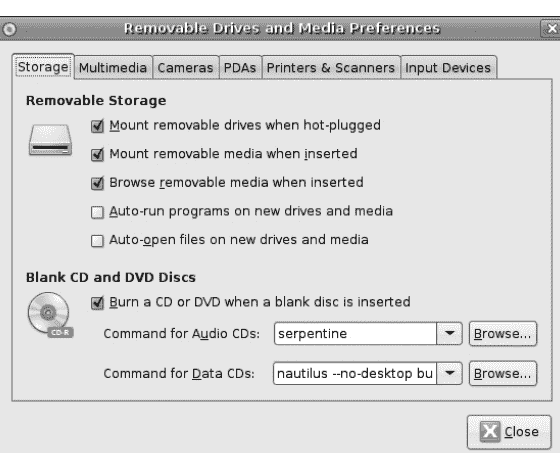 Removable Drives and Media Preferences
Storage Multimedia Cameras PDAs Printers & Scanners Input Devices
Removable Storage
Mount removable drives when hot-plugged
Mount removable media when inserted
Browse removable media when inserted
Auto-run programs on new drives and media
Auto-open files on new drives and media
Blank CD and DVD Discs
Burn a CD or DVD when a blank disc is inserted
CD-R
Command for Audio CDs: serpentine Browse...
Command for Data CDs: nautilus --no-desktop bu Browse...
Close